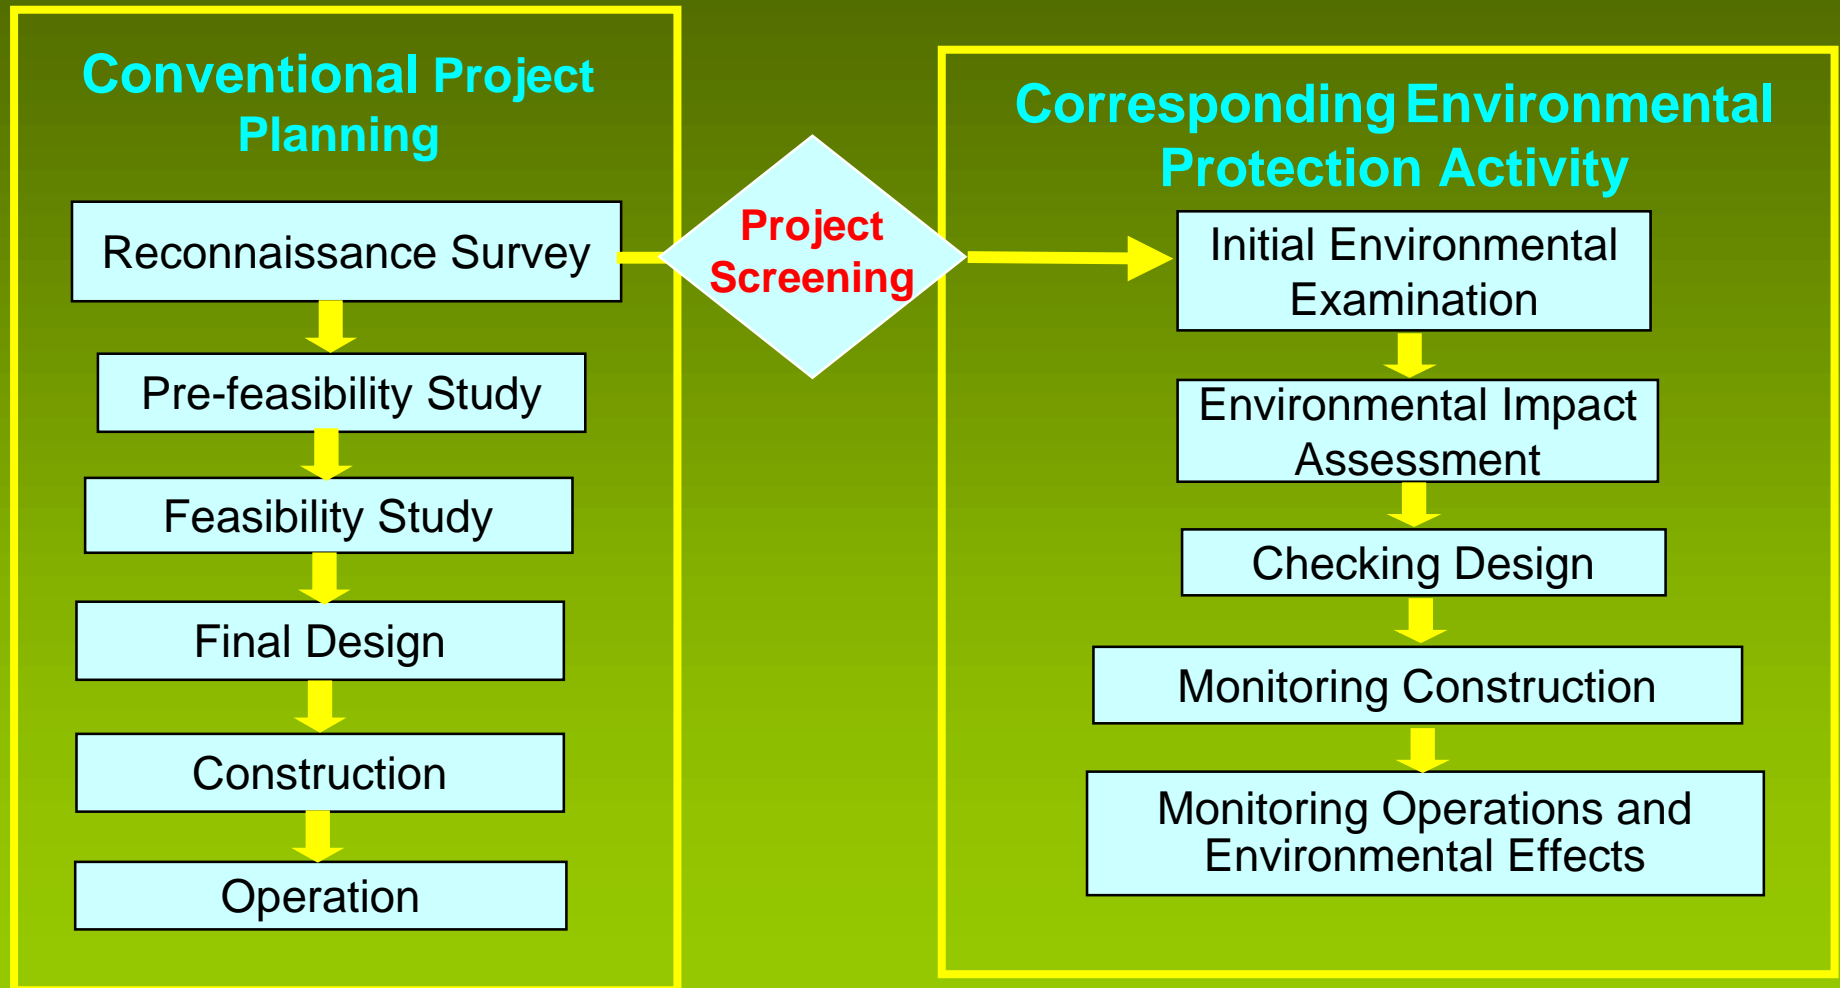 Conventional Project
Planning
Reconnaissance Survey
Pre-feasibility Study
Feasibility Study
Final Design
Construction
Operation
Project
Screening
Corresponding Environmental
Protection Activity
Initial Environmental
Examination
Environmental Impact
Assessment
Checking Design
Monitoring Construction
Monitoring Operations and
Environmental Effects